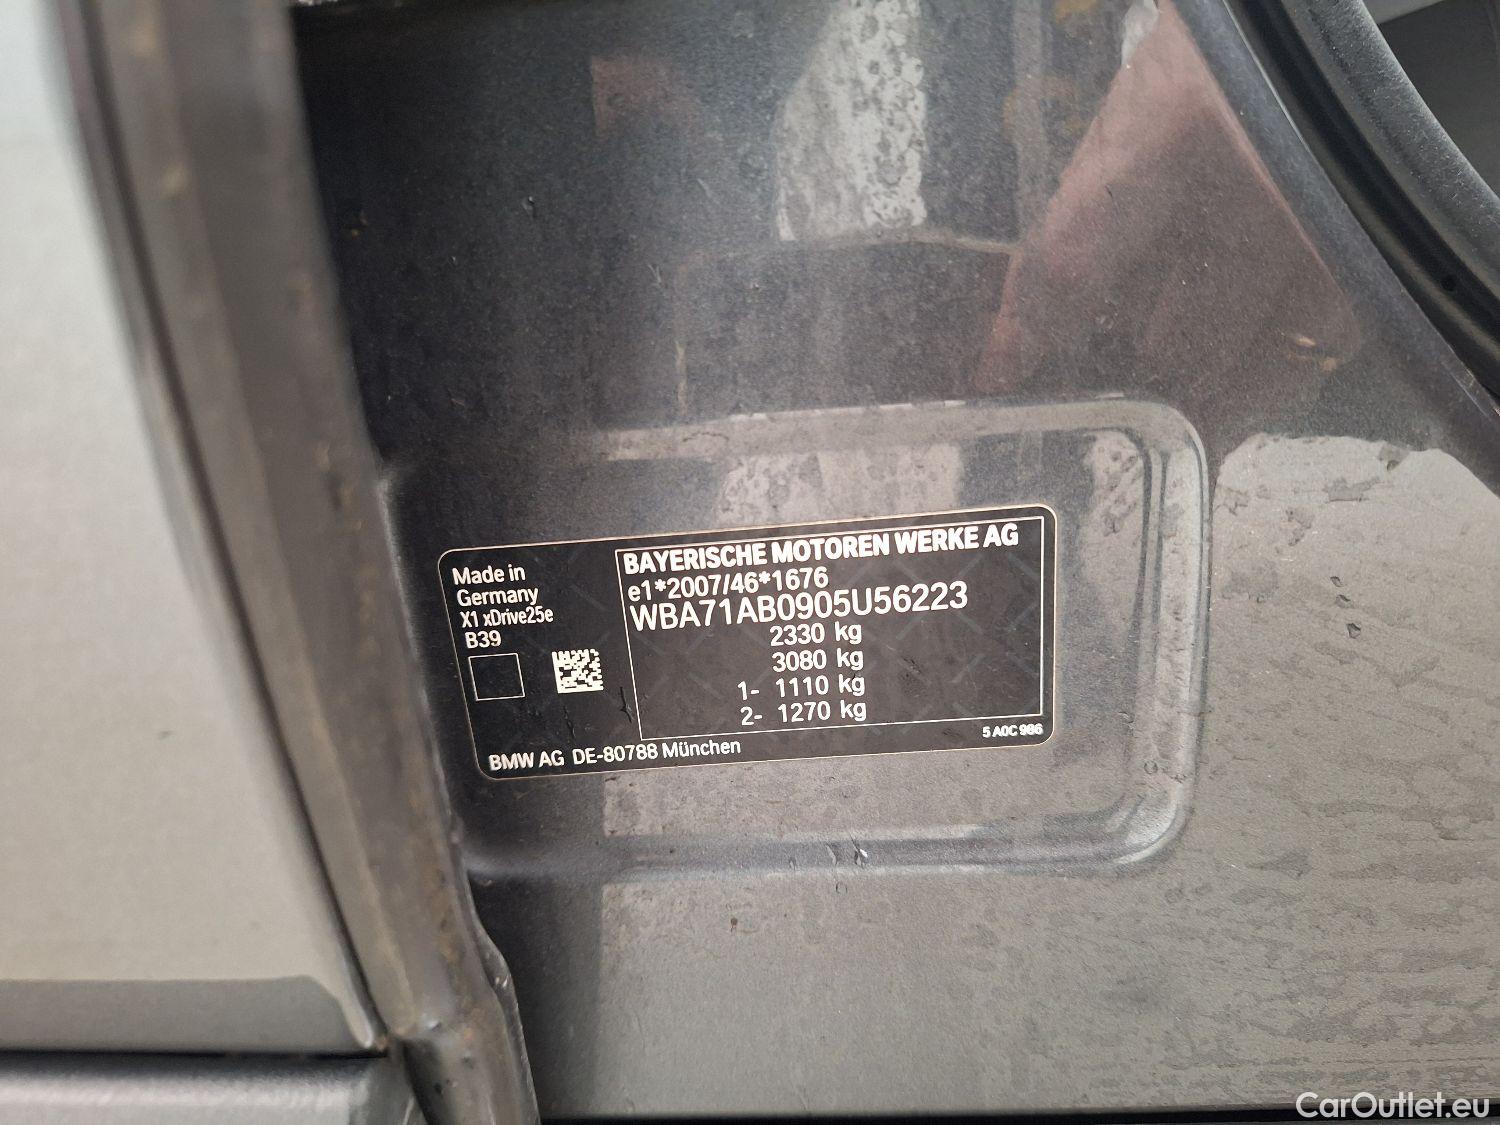 Made in
Germany
X1 xDrive25e
B39
BAYERISCHE MOTOREN WERKE AG
e1*2007/46*1676
WBA71AB0905U56223
2330 kg
3080 kg
1- 1110 kg
2- 1270 kg
BMW AG DE-80788 München
5 A0C 986
CarOutlet.eu